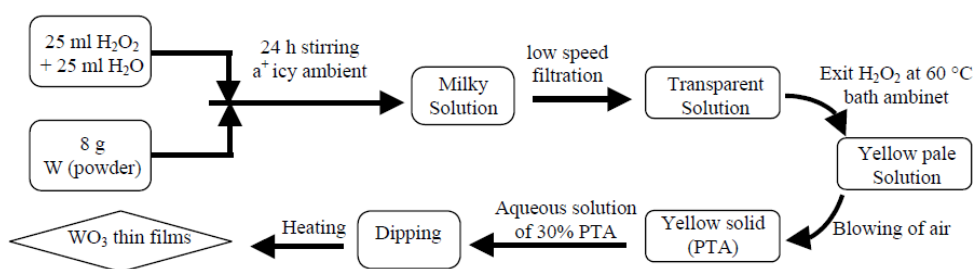 25 ml H₂O₂
+ 25 ml H₂O
8 g
W (powder)
24 h stirring
a⁺ icy ambient
Milky
Solution
low speed
filtration
Transparent
Solution
Exit H₂O₂ at 60 °C
bath ambinet
Yellow pale
Solution
Blowing of air
Yellow solid
(PTA)
Aqueous solution
of 30% PTA
Dipping
Heating
WO₃ thin films